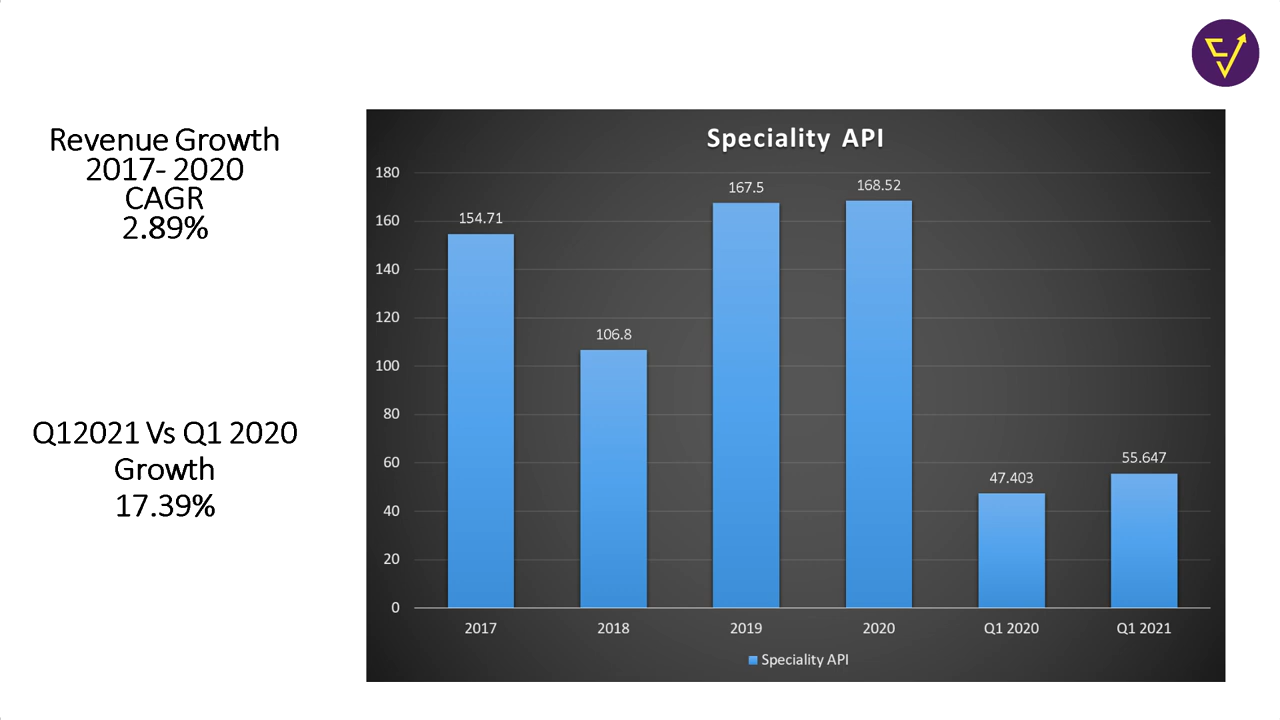 Revenue Growth
2017- 2020
CAGR
2.89%
Q12021 Vs Q1 2020
Growth
17.39%
Speciality API
180
160
140
120
100
80
60
40
20
0
154.71
106.8
167.5
168.52
47.403
55.647
2017
2018
2019
2020
Q1 2020
Q1 2021
Speciality API